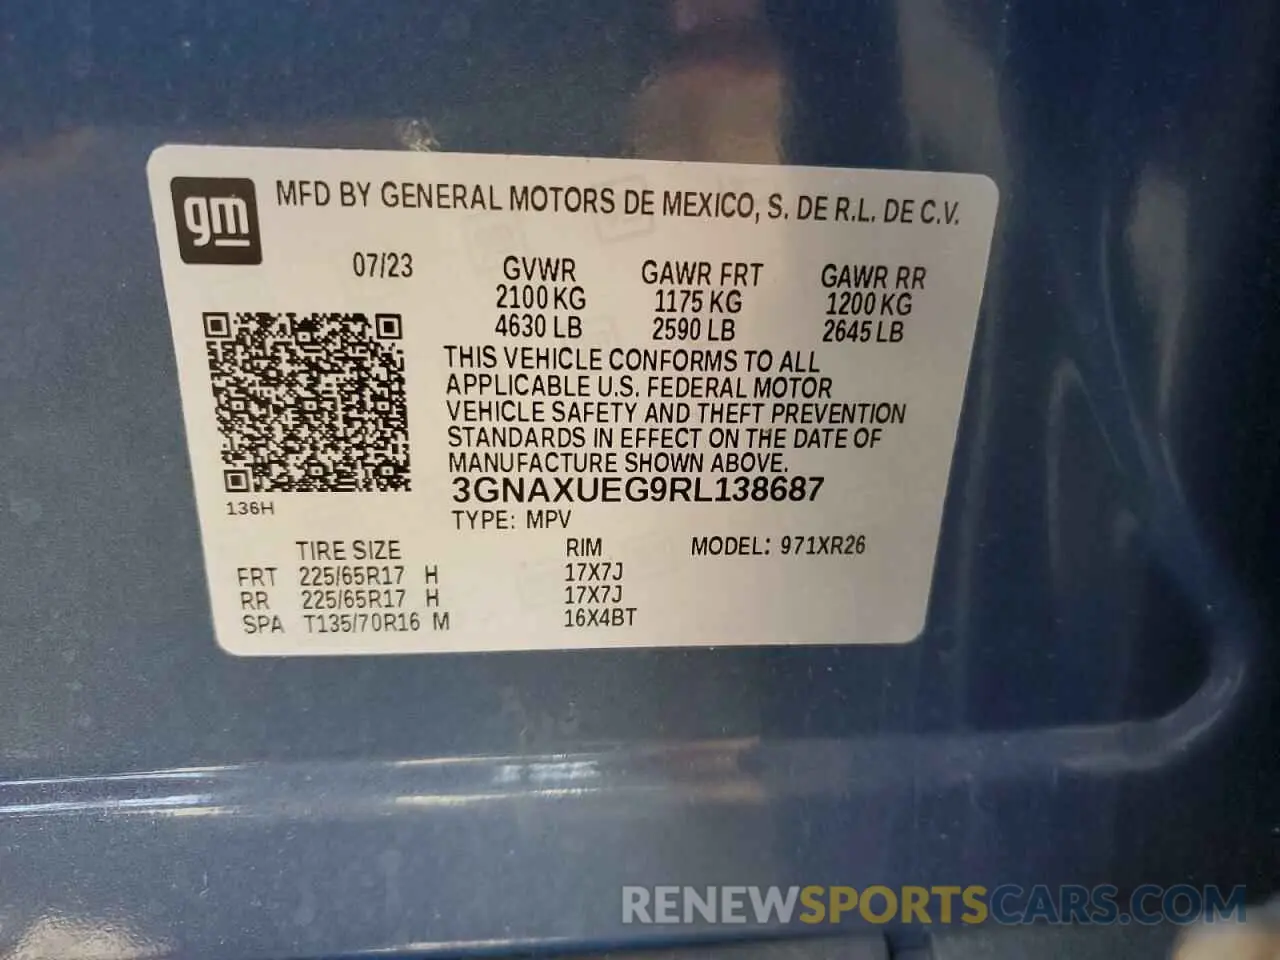 gm
MFD BY GENERAL MOTORS DE MEXICO, S. DE R.L. DE C.V.
07/23 GVWR GAWR FRT GAWR RR
2100 KG 1175 KG 1200 KG
4630 LB 2590 LB 2645 LB
THIS VEHICLE CONFORMS TO ALL
APPLICABLE U.S. FEDERAL MOTOR
VEHICLE SAFETY AND THEFT PREVENTION
STANDARDS IN EFFECT ON THE DATE OF
MANUFACTURE SHOWN ABOVE.
3GNAXUEG9RL138687
136H
TYPE: MPV
TIRE SIZE RIM MODEL: 971XR26
FRT 225/65R17 H 17X7J
RR 225/65R17 H 17X7J
SPA T135/70R16 M 16X4BT
RENEWSPORTSCARS.COM